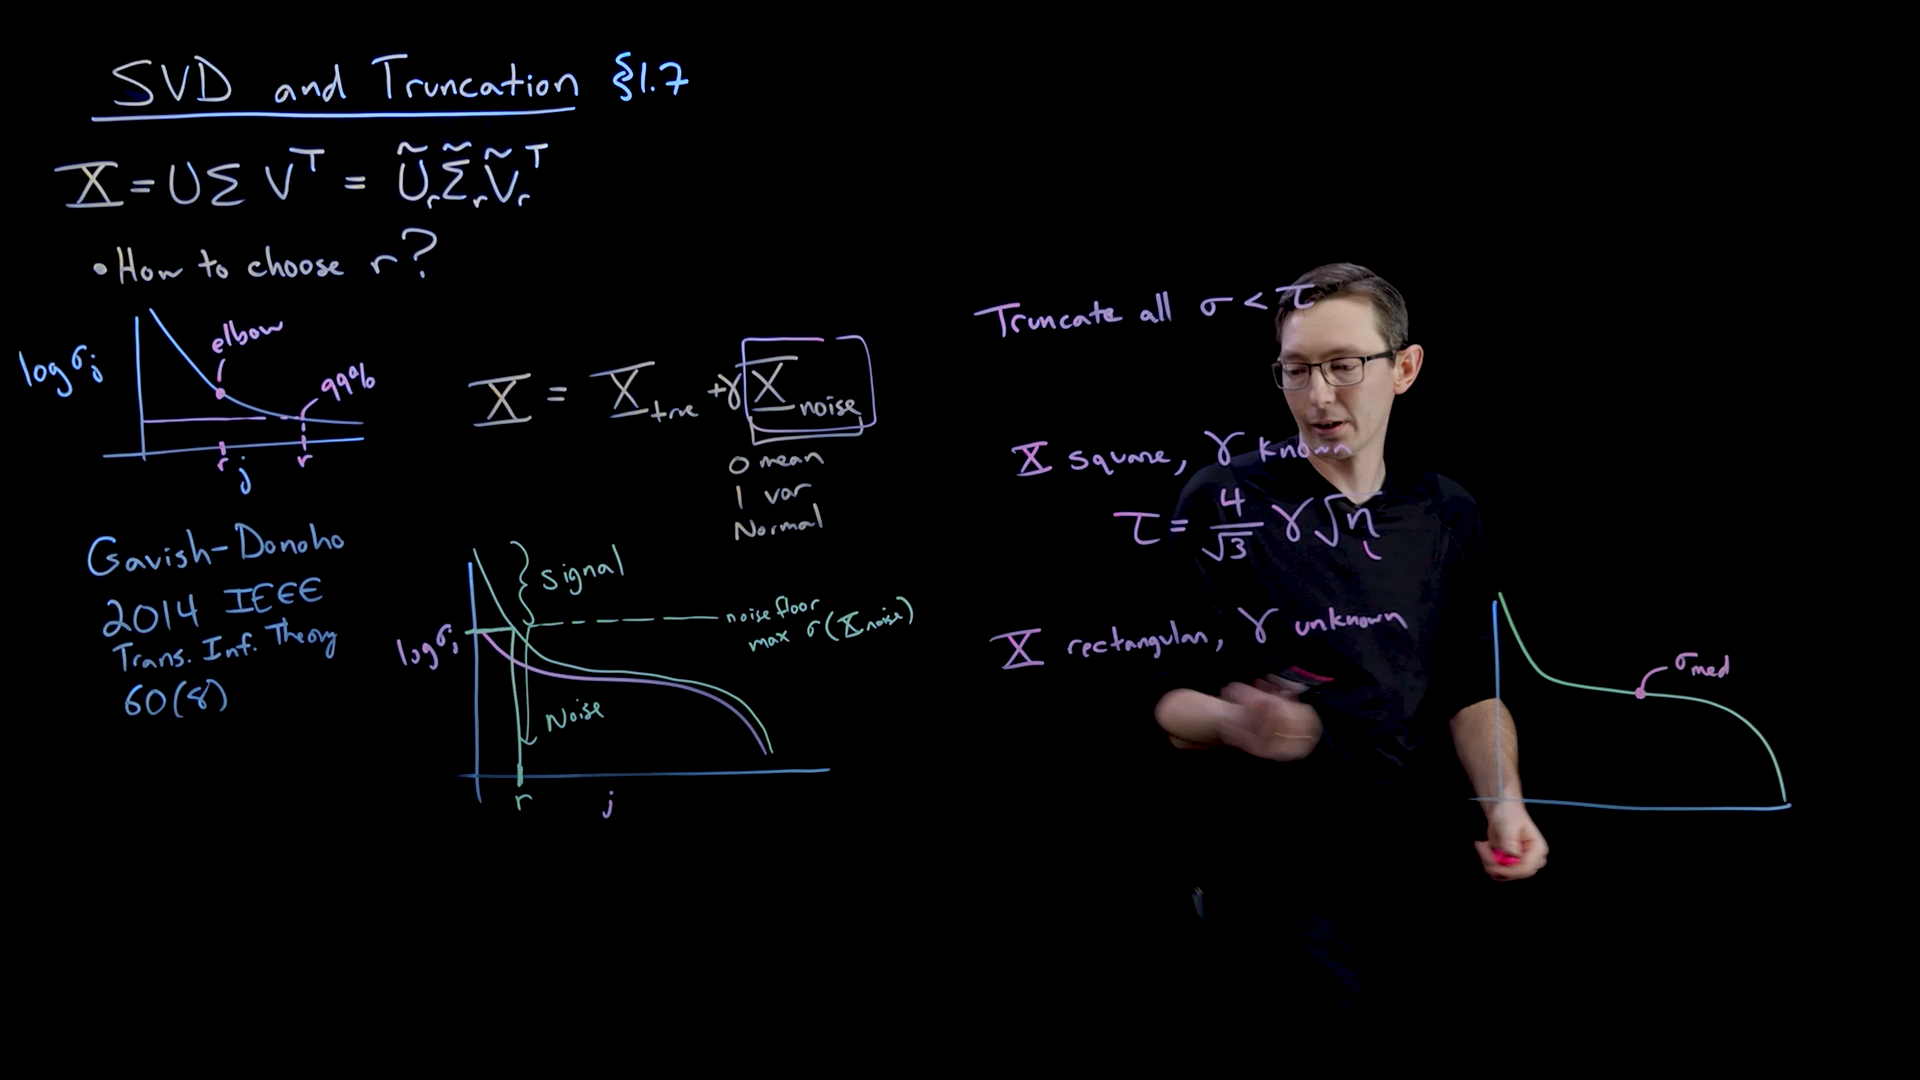 SVD and Truncation §1.7
X = U Σ V^T = Ũ_r Σ̃_r Ṽ_r^T
• How to choose r?
log σ_j
elbow
99%
r
r
j
X = X_true + γ X_noise
0 mean
1 var
Normal
Gavish-Donoho
2014 IEEE
Trans. Inf. Theory
60(8)
log σ_j
signal
noise floor
max σ(X_noise)
Noise
r
j
Truncate all σ < τ
X square, γ known
τ = 4/√3 γ √n
X rectangular, γ unknown
σ_med